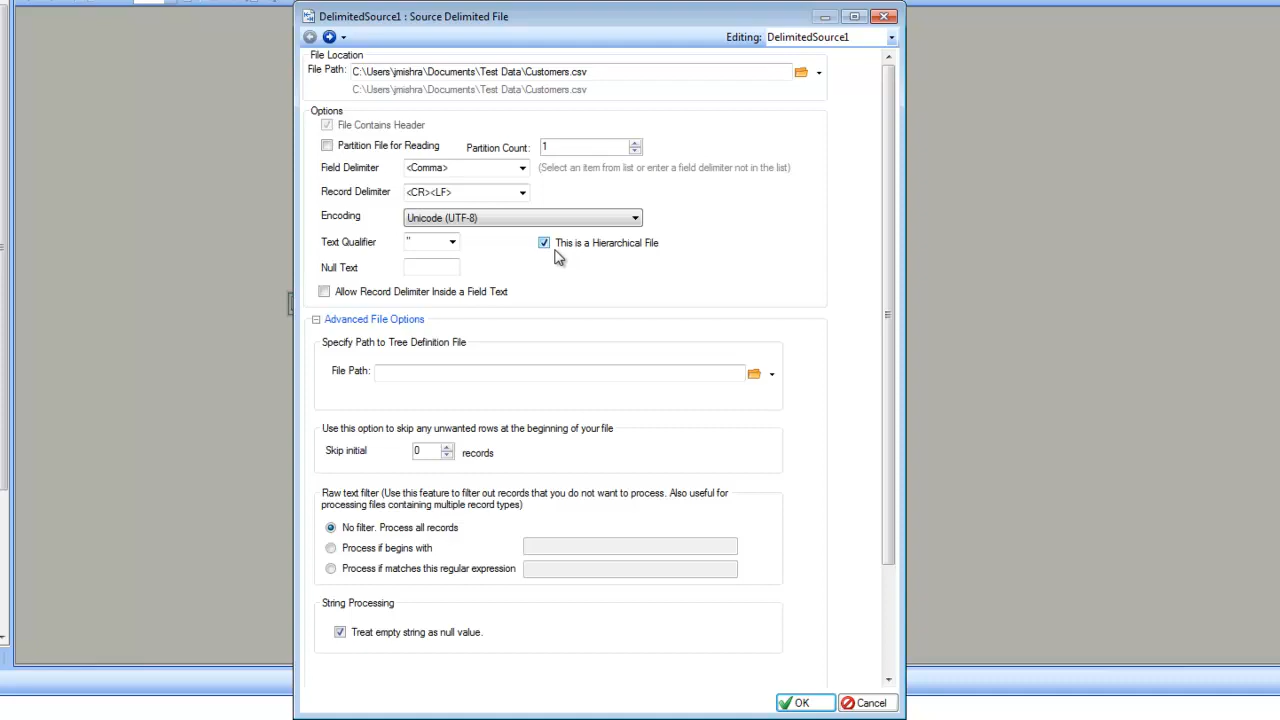 DelimitedSource1 : Source Delimited File
Editing: DelimitedSource1
File Location
File Path: C:\Users\jmishra\Documents\Test Data\Customers.csv
C:\Users\jmishra\Documents\Test Data\Customers.csv
Options
File Contains Header
Partition File for Reading Partition Count: 1
Field Delimiter <Comma> (Select an item from list or enter a field delimiter not in the list)
Record Delimiter <CR><LF>
Encoding Unicode (UTF-8)
Text Qualifier " This is a Hierarchical File
Null Text
Allow Record Delimiter Inside a Field Text
Advanced File Options
Specify Path to Tree Definition File
File Path:
Use this option to skip any unwanted rows at the beginning of your file
Skip initial 0 records
Raw text filter (Use this feature to filter out records that you do not want to process. Also useful for
processing files containing multiple record types)
No filter. Process all records
Process if begins with
Process if matches this regular expression
String Processing
Treat empty string as null value.
OK Cancel